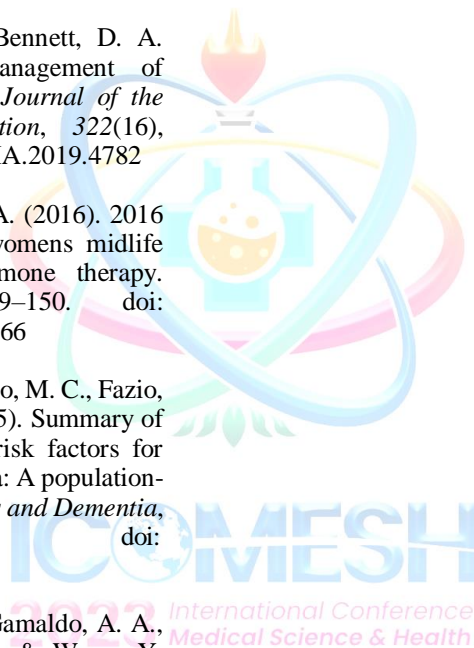 Bennett, D. A.
anagement of
Journal of the
tion, 322(16),
A.2019.4782
A. (2016). 2016
womens midlife
mone therapy.
9–150. doi:
66
o, M. C., Fazio,
5). Summary of
risk factors for
a: A population-
and Dementia,
doi:
ICOMESH
2023 International Conference
Medical Science & Health
Gamaldo, A. A.,